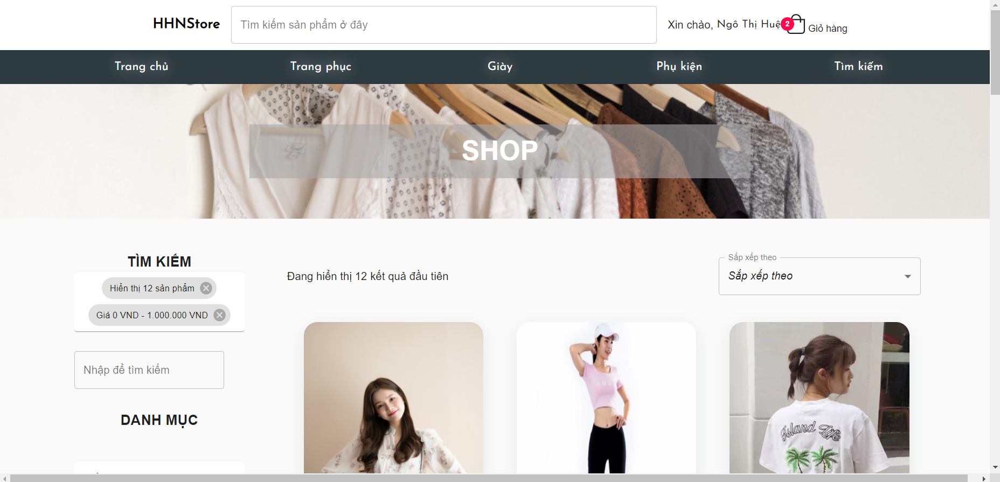 HHNStore
Tìm kiếm sản phẩm ở đây
Xin chào, Ngô Thị Huệ
2
Giỏ hàng
Trang chủ
Trang phục
Giày
Phụ kiện
Tìm kiếm
SHOP
TÌM KIẾM
Hiển thị 12 sản phẩm
Giá 0 VND - 1.000.000 VND
Nhập để tìm kiếm
DANH MỤC
Đang hiển thị 12 kết quả đầu tiên
Sắp xếp theo
Sắp xếp theo
Island Life